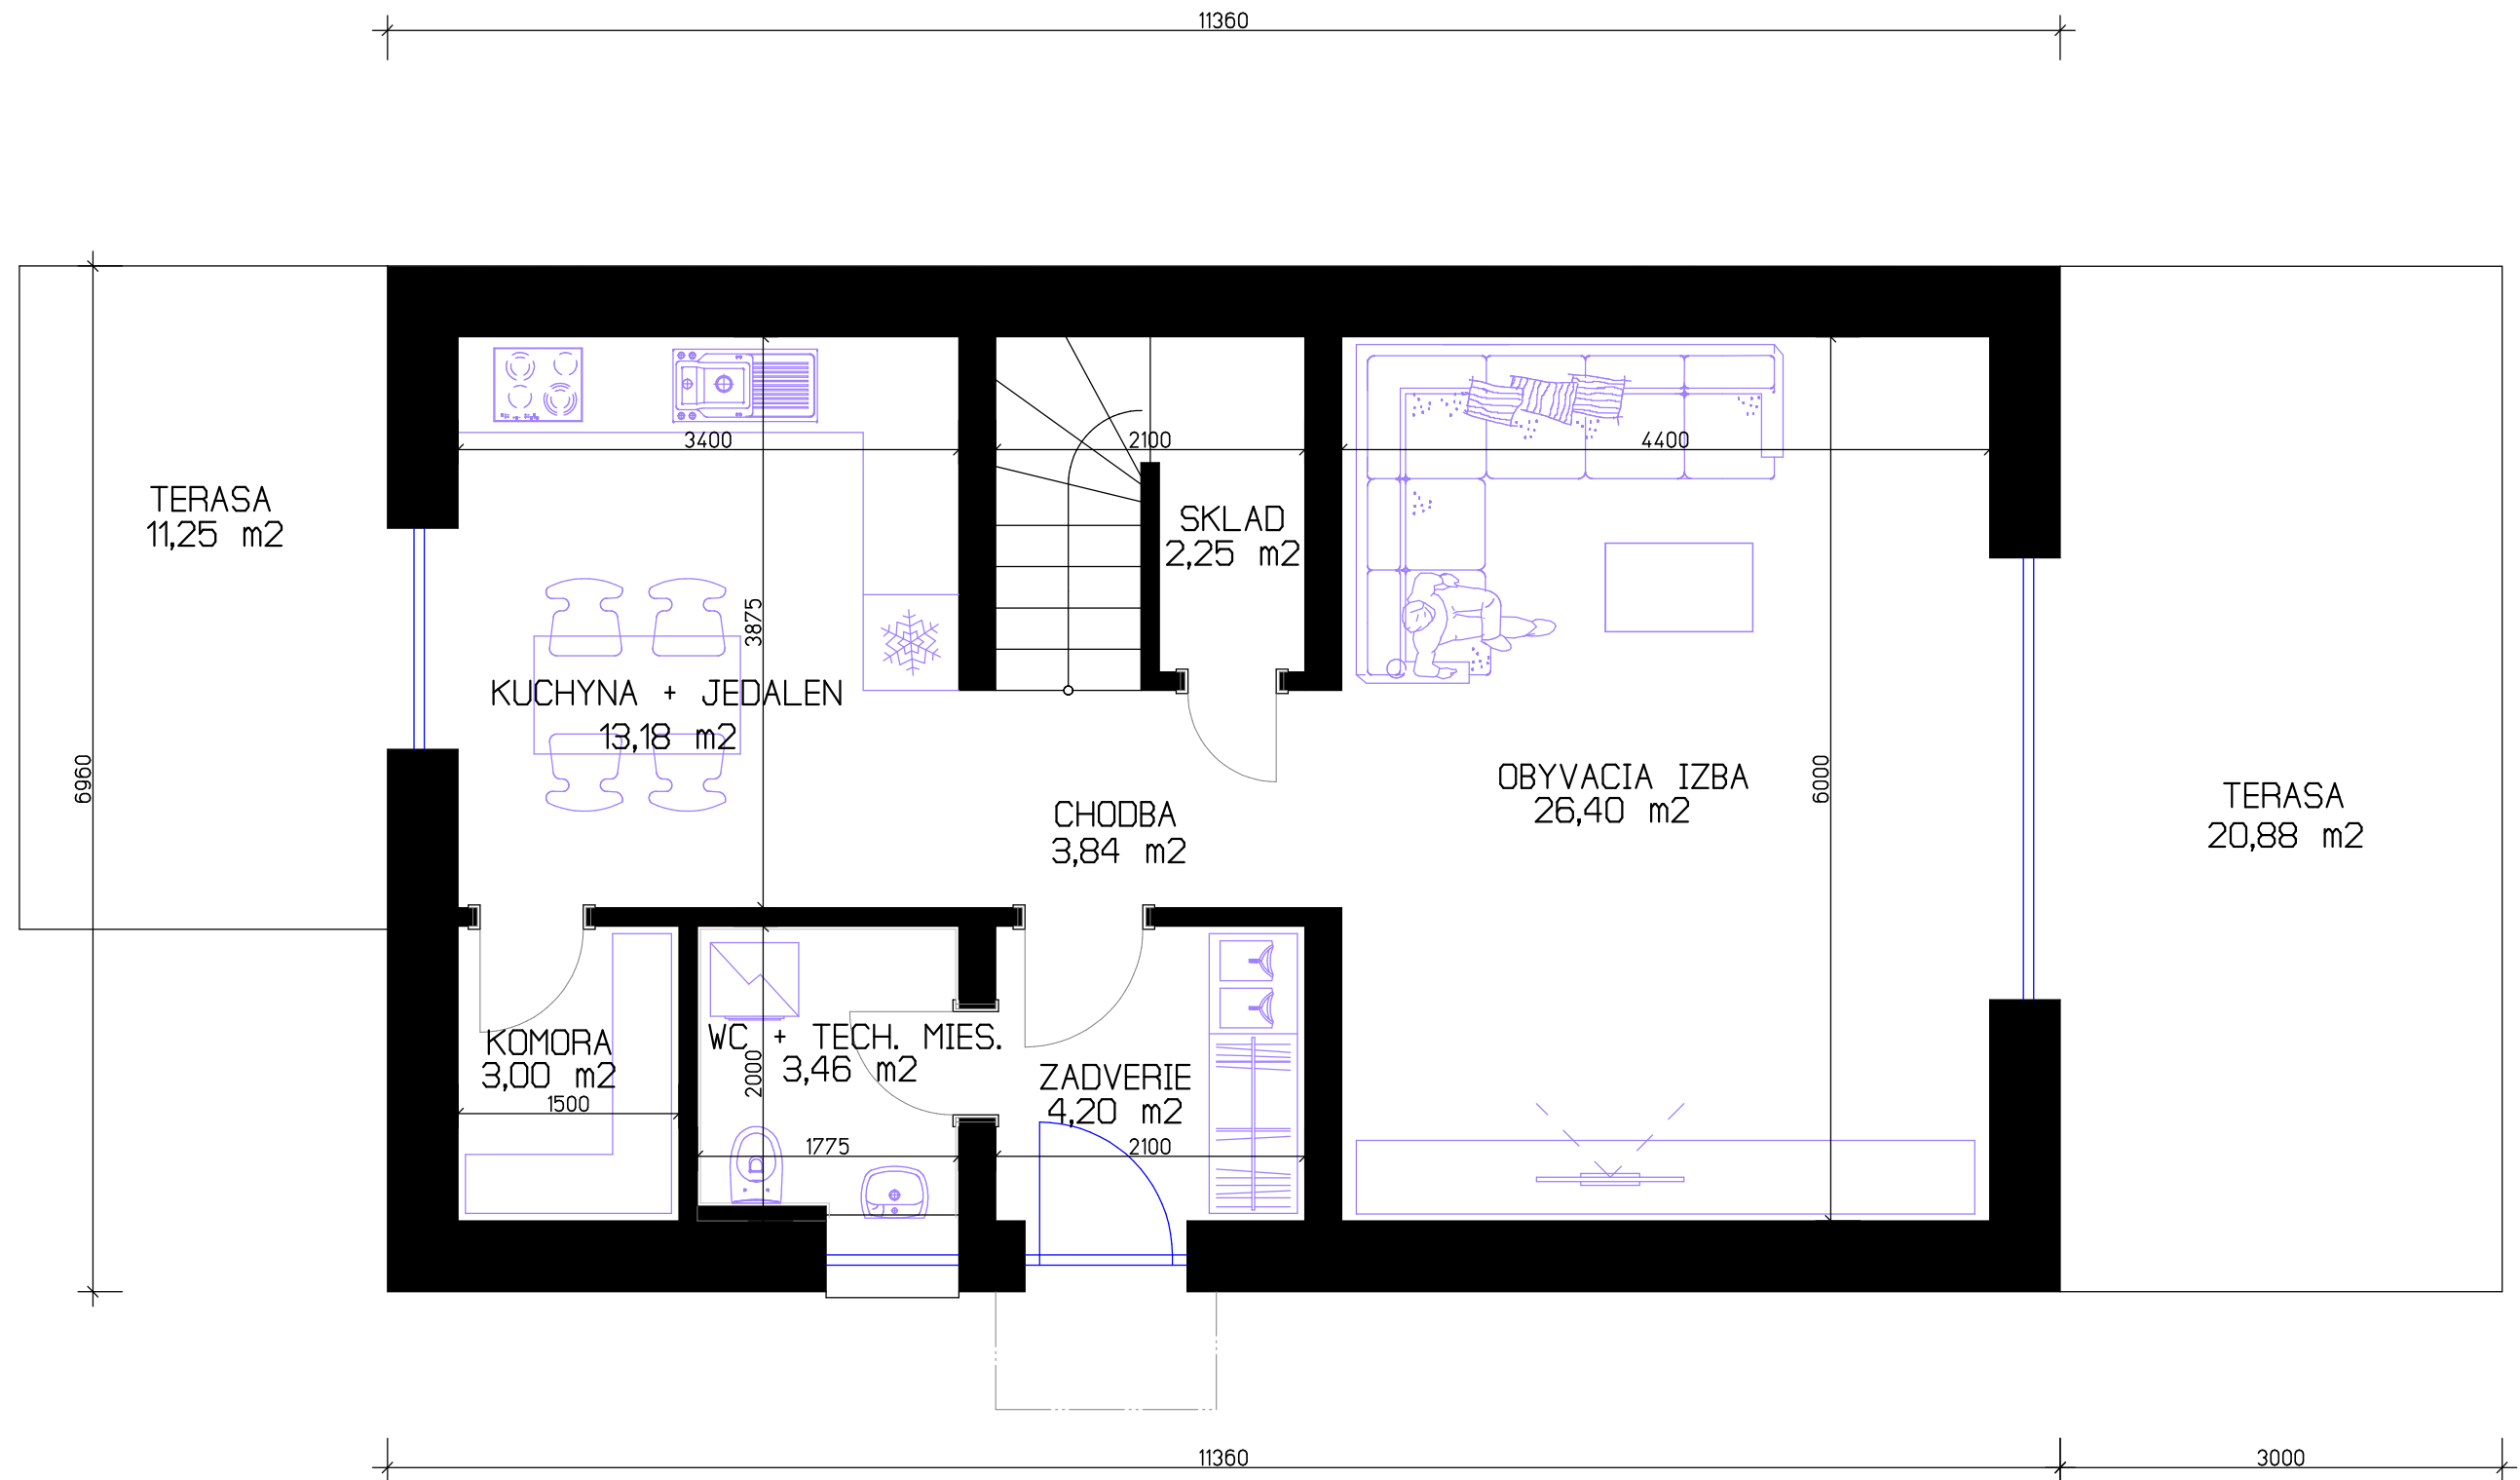 11360
3400
2100
4400
TERASA
11,25 m2
SKLAD
2,25 m2
3875
KUCHYNA + JEDALEN
13,18 m2
6960
OBYVACIA IZBA
26,40 m2
6000
CHODBA
3,84 m2
TERASA
20,88 m2
KOMORA
3,00 m2
1500
WC + TECH. MIES.
3,46 m2
2000
1775
ZADVERIE
4,20 m2
2100
11360
3000